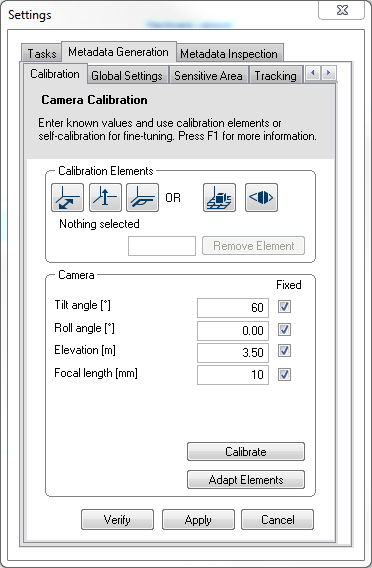 Settings
Tasks Metadata Generation Metadata Inspection
Calibration Global Settings Sensitive Area Tracking
Camera Calibration
Enter known values and use calibration elements or
self-calibration for fine-tuning. Press F1 for more information.
Calibration Elements
OR
Nothing selected
Remove Element
Camera
Fixed
Tilt angle [°] 60
Roll angle [°] 0.00
Elevation [m] 3.50
Focal length [mm] 10
Calibrate
Adapt Elements
Verify Apply Cancel